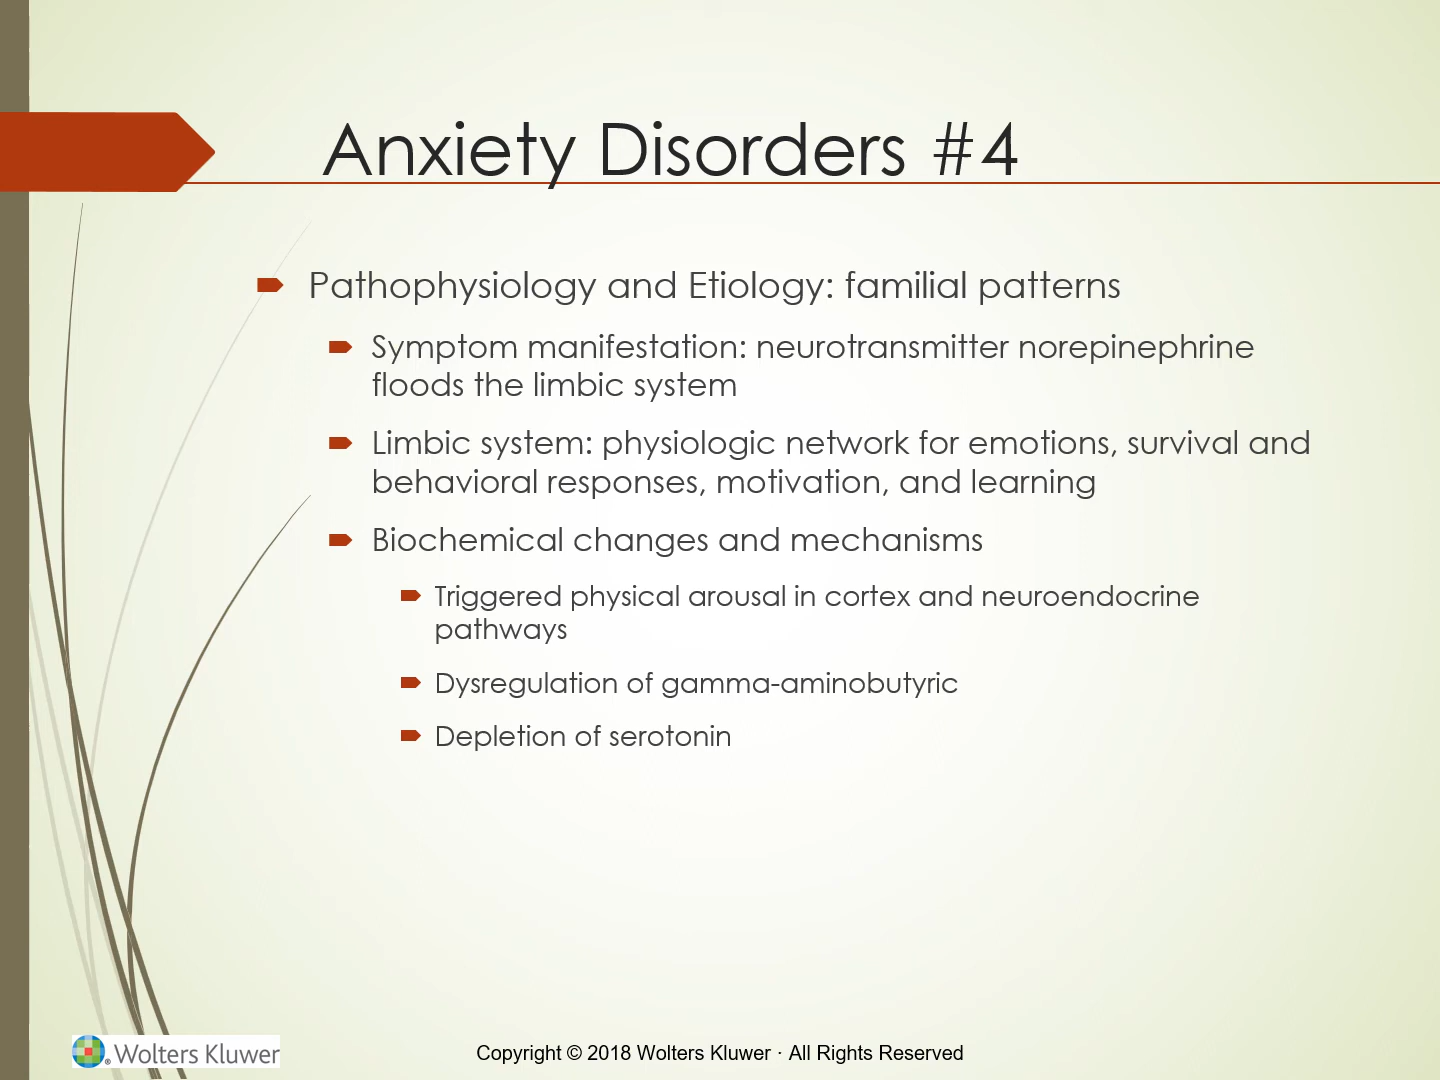 Anxiety Disorders #4
Pathophysiology and Etiology: familial patterns
Symptom manifestation: neurotransmitter norepinephrine
floods the limbic system
Limbic system: physiologic network for emotions, survival and
behavioral responses, motivation, and learning
Biochemical changes and mechanisms
Triggered physical arousal in cortex and neuroendocrine
pathways
Dysregulation of gamma-aminobutyric
Depletion of serotonin
® Wolters Kluwer
Copyright © 2018 Wolters Kluwer · All Rights Reserved